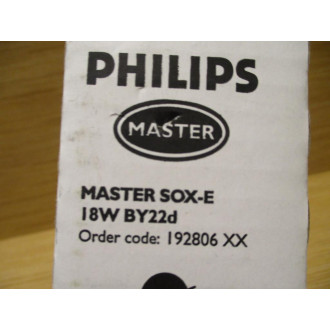 PHILIPS
MASTER
MASTER SOX-E
18W BY22d
Order code: 192806 XX